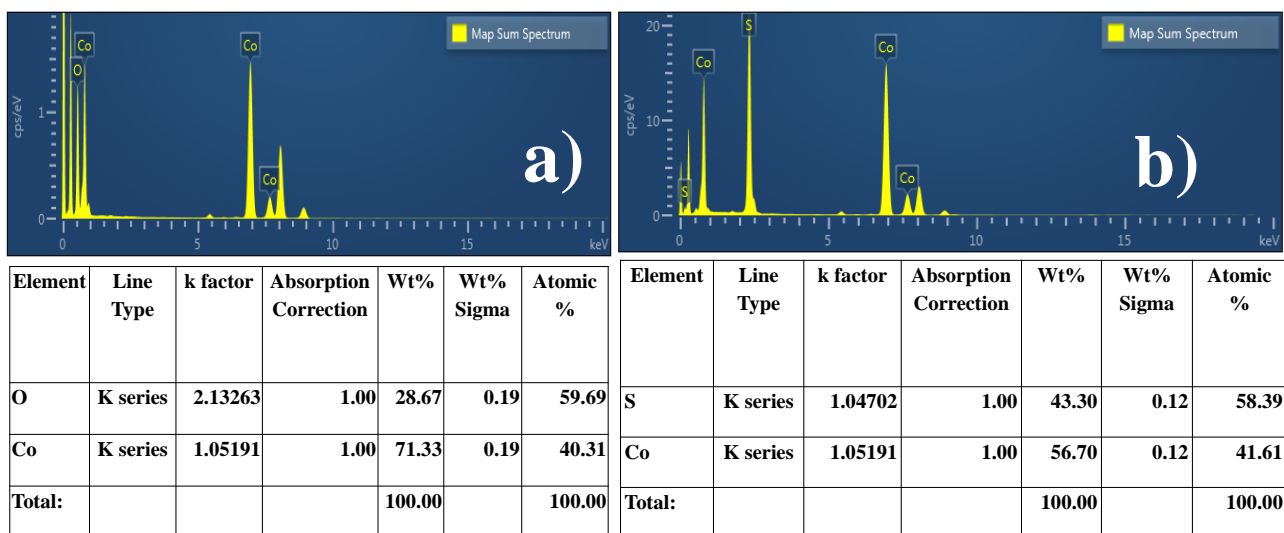 Co
Co
O
Co
Map Sum Spectrum
cps/eV
1
0
0
5
10
15
keV
a)
S
Co
Co
Co
S
Map Sum Spectrum
cps/eV
20
10
0
0
5
10
15
keV
b)
Element Line Type k factor Absorption Correction Wt% Wt% Sigma Atomic %
O K series 2.13263 1.00 28.67 0.19 59.69
Co K series 1.05191 1.00 71.33 0.19 40.31
Total: 100.00 100.00
Element Line Type k factor Absorption Correction Wt% Wt% Sigma Atomic %
S K series 1.04702 1.00 43.30 0.12 58.39
Co K series 1.05191 1.00 56.70 0.12 41.61
Total: 100.00 100.00